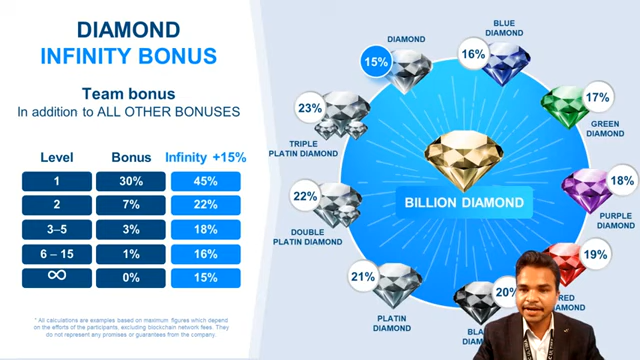 DIAMOND
INFINITY BONUS
Team bonus
In addition to ALL OTHER BONUSES
Level Bonus Infinity +15%
1 30% 45%
2 7% 22%
3–5 3% 18%
6 – 15 1% 16%
∞ 0% 15%
* All calculations are examples based on maximum figures which depend
on the efforts of the participants, excluding blockchain network fees. They
do not represent any promises or guarantees from the company.
DIAMOND
15%
BLUE
DIAMOND
16%
17%
GREEN
DIAMOND
18%
PURPLE
DIAMOND
19%
RED
DIAMOND
20%
21%
PLATIN
DIAMOND
22%
DOUBLE
PLATIN DIAMOND
23%
TRIPLE
PLATIN DIAMOND
BILLION DIAMOND